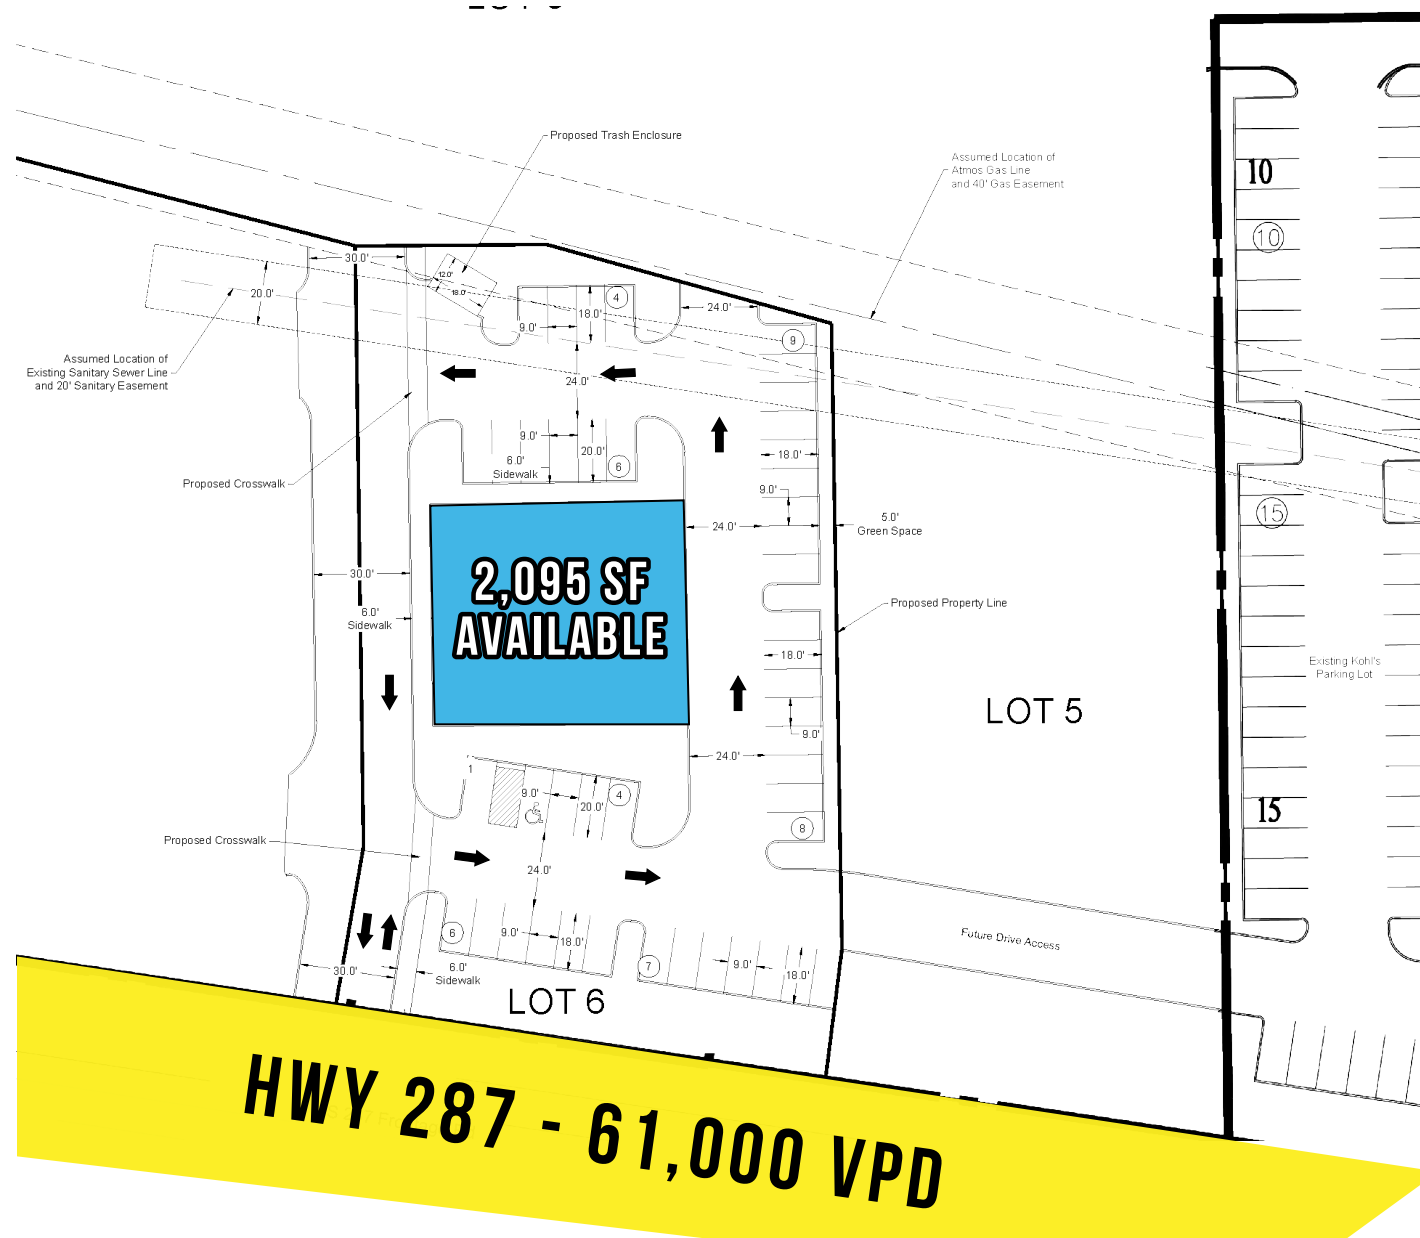 Proposed Trash Enclosure
Assumed Location of
Atmos Gas Line
and 40' Gas Easement
10
10
30.0'
12.0'
18.0'
20.0'
4
18.0'
9.0'
24.0'
9
Assumed Location of
Existing Sanitary Sewer Line
and 20' Sanitary Easement
24.0'
9.0'
20.0'
6.0'
Sidewalk
6
18.0'
Proposed Crosswalk
9.0'
15
5.0'
Green Space
24.0'
2,095 SF
AVAILABLE
30.0'
6.0'
Sidewalk
Proposed Property Line
18.0'
Existing Kohl's
Parking Lot
LOT 5
9.0'
24.0'
1
9.0'
20.0'
4
15
8
Proposed Crosswalk
24.0'
6
9.0'
18.0'
Future Drive Access
30.0'
6.0'
Sidewalk
7
9.0'
18.0'
LOT 6
HWY 287 - 61,000 VPD